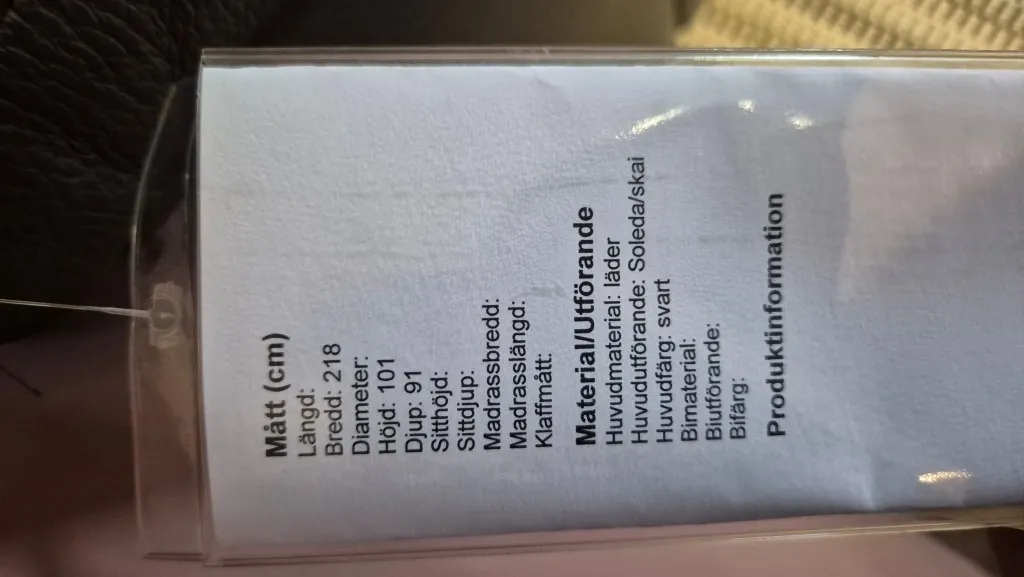 Mått (cm)
Längd:
Bredd: 218
Diameter:
Höjd: 101
Djup: 91
Sitthöjd:
Sittdjup:
Madrassbredd:
Madrasslängd:
Klaffmått:
Material/Utförande
Huvudmaterial: läder
Huvudutförande: Soleda/skai
Huvudfärg: svart
Bimaterial:
Biutförande:
Bifärg:
Produktinformation